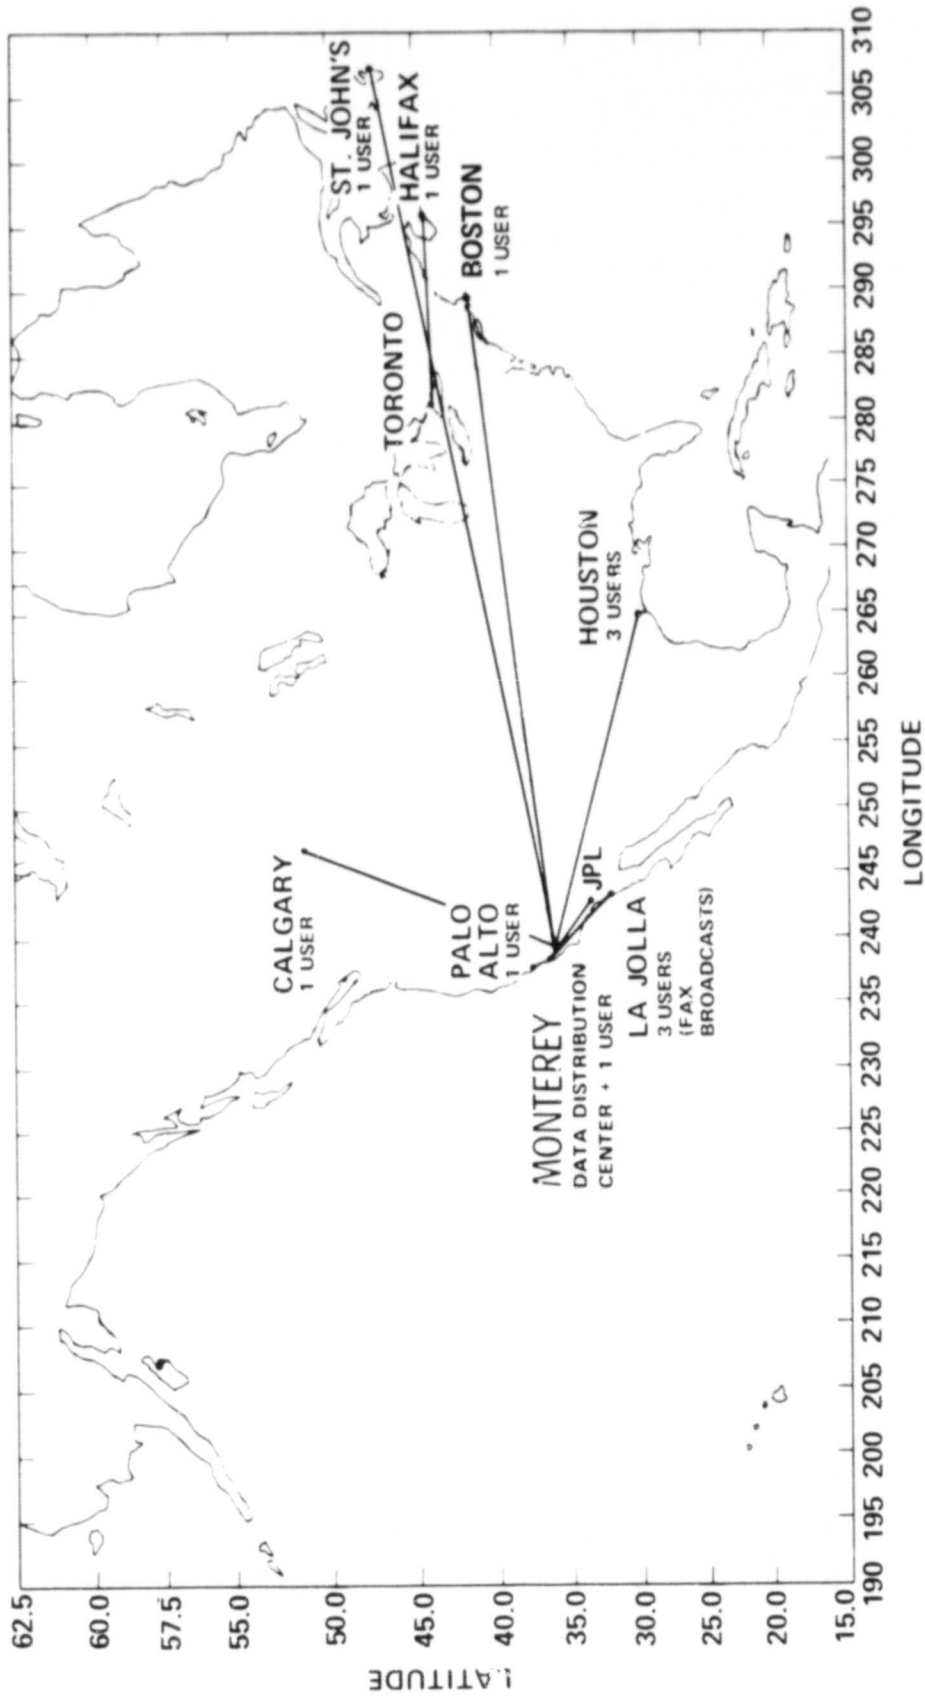 ST. JOHN'S
1 USER
HALIFAX
1 USER
BOSTON
1 USER
TORONTO
HOUSTON
3 USERS
CALGARY
1 USER
PALO
ALTO
1 USER
JPL
MONTEREY
DATA DISTRIBUTION
CENTER + 1 USER
LA JOLLA
3 USERS
(FAX
BROADCASTS)
LATITUDE
62.5
60.0
57.5
55.0
50.0
45.0
40.0
35.0
30.0
25.0
20.0
15.0
190 195 200 205 210 215 220 225 230 235 240 245 250 255 260 265 270 275 280 285 290 295 300 305 310
LONGITUDE